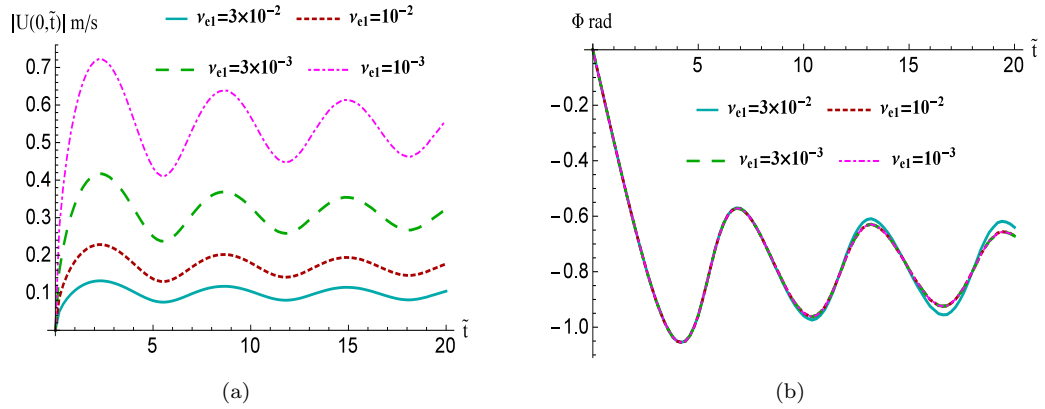 |U(0,t̃)| m/s
ν_e1=3×10⁻² ν_e1=10⁻²
ν_e1=3×10⁻³ ν_e1=10⁻³
0.7
0.6
0.5
0.4
0.3
0.2
0.1
5 10 15 20 t̃
(a)
Φ rad
5 10 15 20 t̃
ν_e1=3×10⁻² ν_e1=10⁻²
ν_e1=3×10⁻³ ν_e1=10⁻³
−0.2
−0.4
−0.6
−0.8
−1.0
(b)